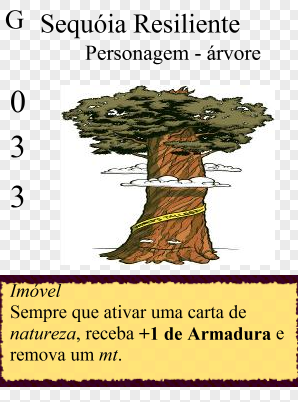 G Sequóia Resiliente
Personagem - árvore
0
3
3
Imóvel
Sempre que ativar uma carta de
natureza, receba +1 de Armadura e
remova um mt.